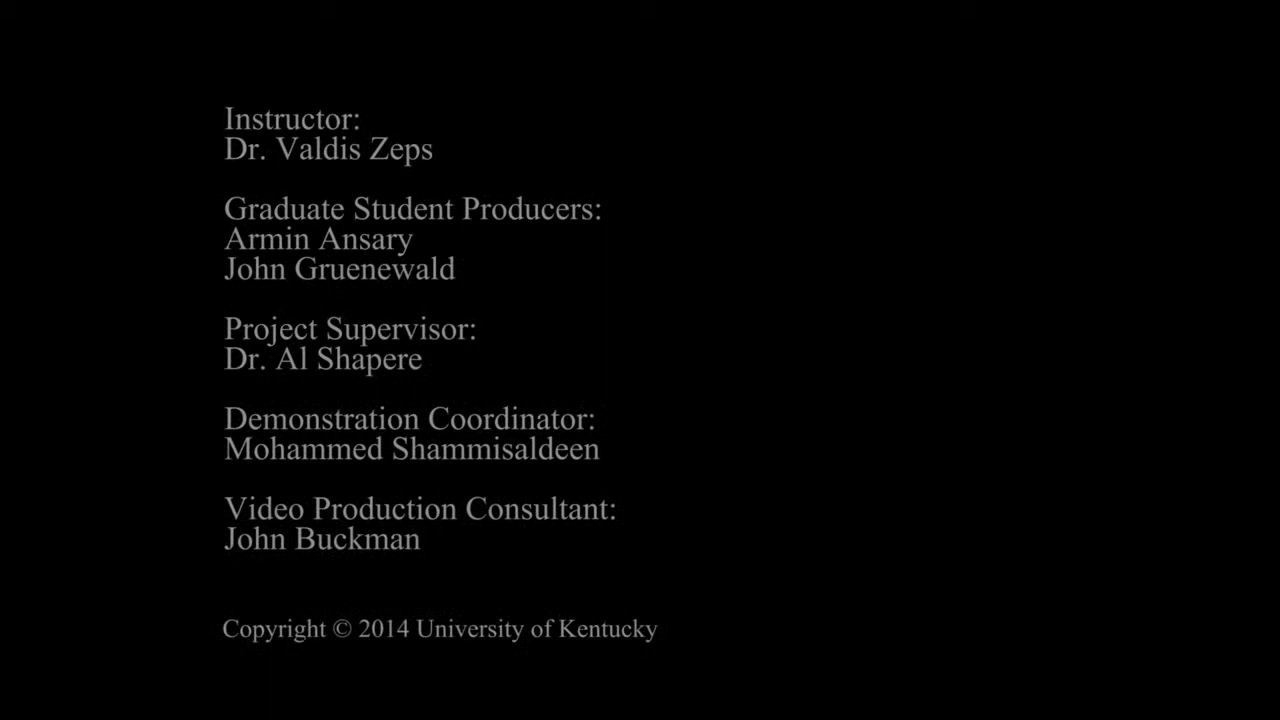 Instructor:
Dr. Valdis Zeps
Graduate Student Producers:
Armin Ansary
John Gruenewald
Project Supervisor:
Dr. Al Shapere
Demonstration Coordinator:
Mohammed Shammisaldeen
Video Production Consultant:
John Buckman
Copyright © 2014 University of Kentucky